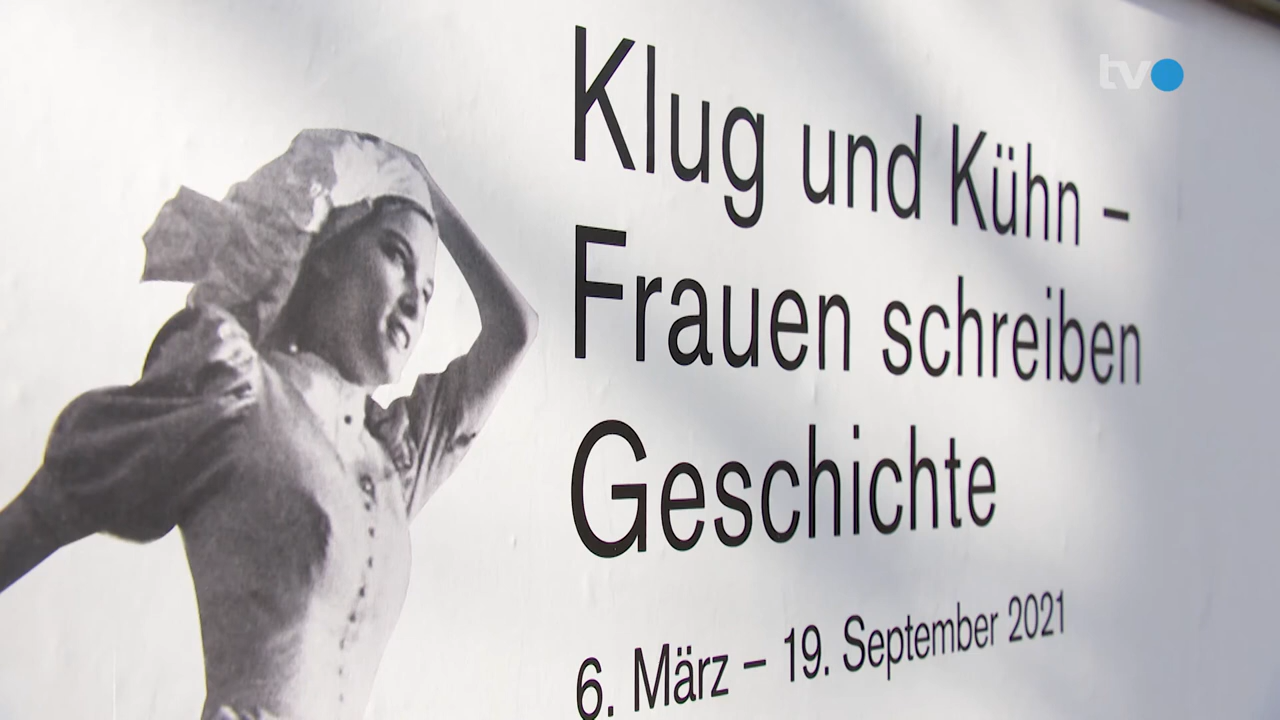 tvo
Klug und Kühn –
Frauen schreiben
Geschichte
6. März – 19. September 2021